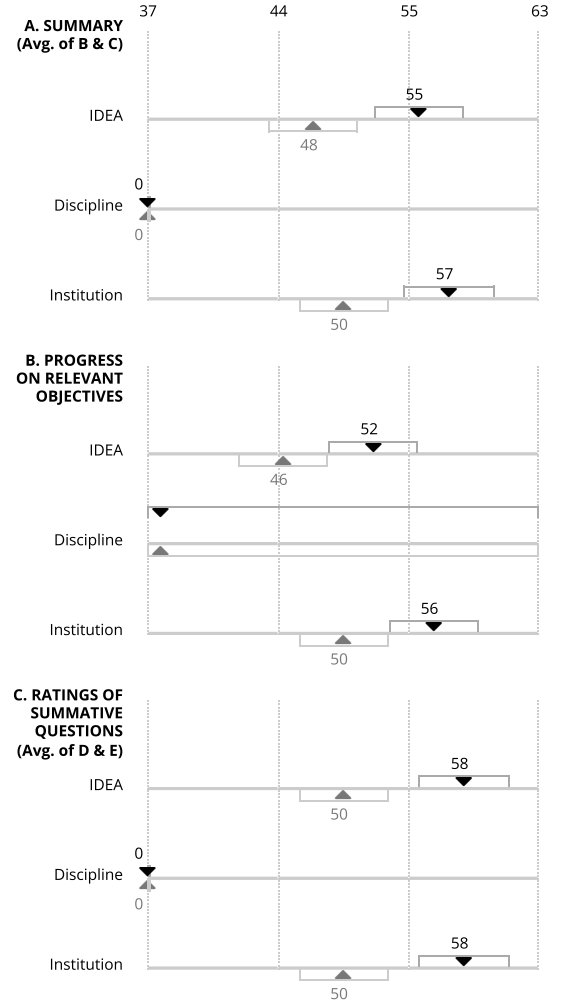 37 44 55 63
A. SUMMARY
(Avg. of B & C)
55
IDEA
48
0
Discipline
0
57
Institution
50
B. PROGRESS
ON RELEVANT
OBJECTIVES
52
IDEA
46
Discipline
56
Institution
50
C. RATINGS OF
SUMMATIVE
QUESTIONS
(Avg. of D & E)
58
IDEA
50
0
Discipline
0
58
Institution
50